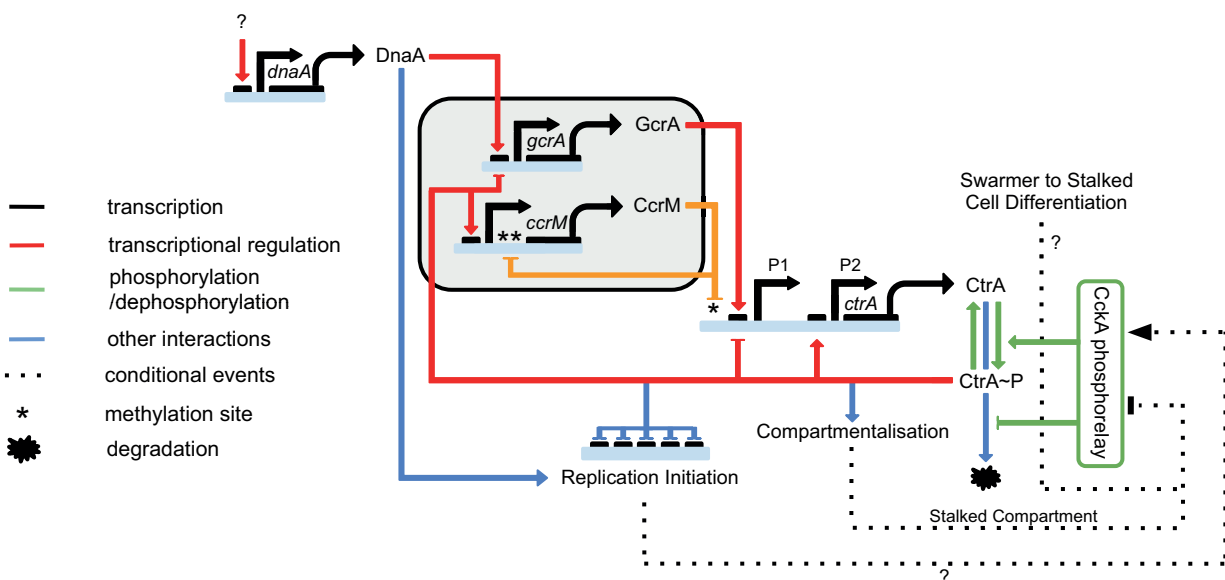 ?
dnaA
DnaA
gcrA
GcrA
ccrM
**
CcrM
Swarmer to Stalked
Cell Differentiation
?
transcription
transcriptional regulation
phosphorylation
/dephosphorylation
other interactions
conditional events
* methylation site
degradation
P1
P2
*
ctrA
CtrA
CtrA~P
CckA phosphorelay
Compartmentalisation
Replication Initiation
Stalked Compartment
?